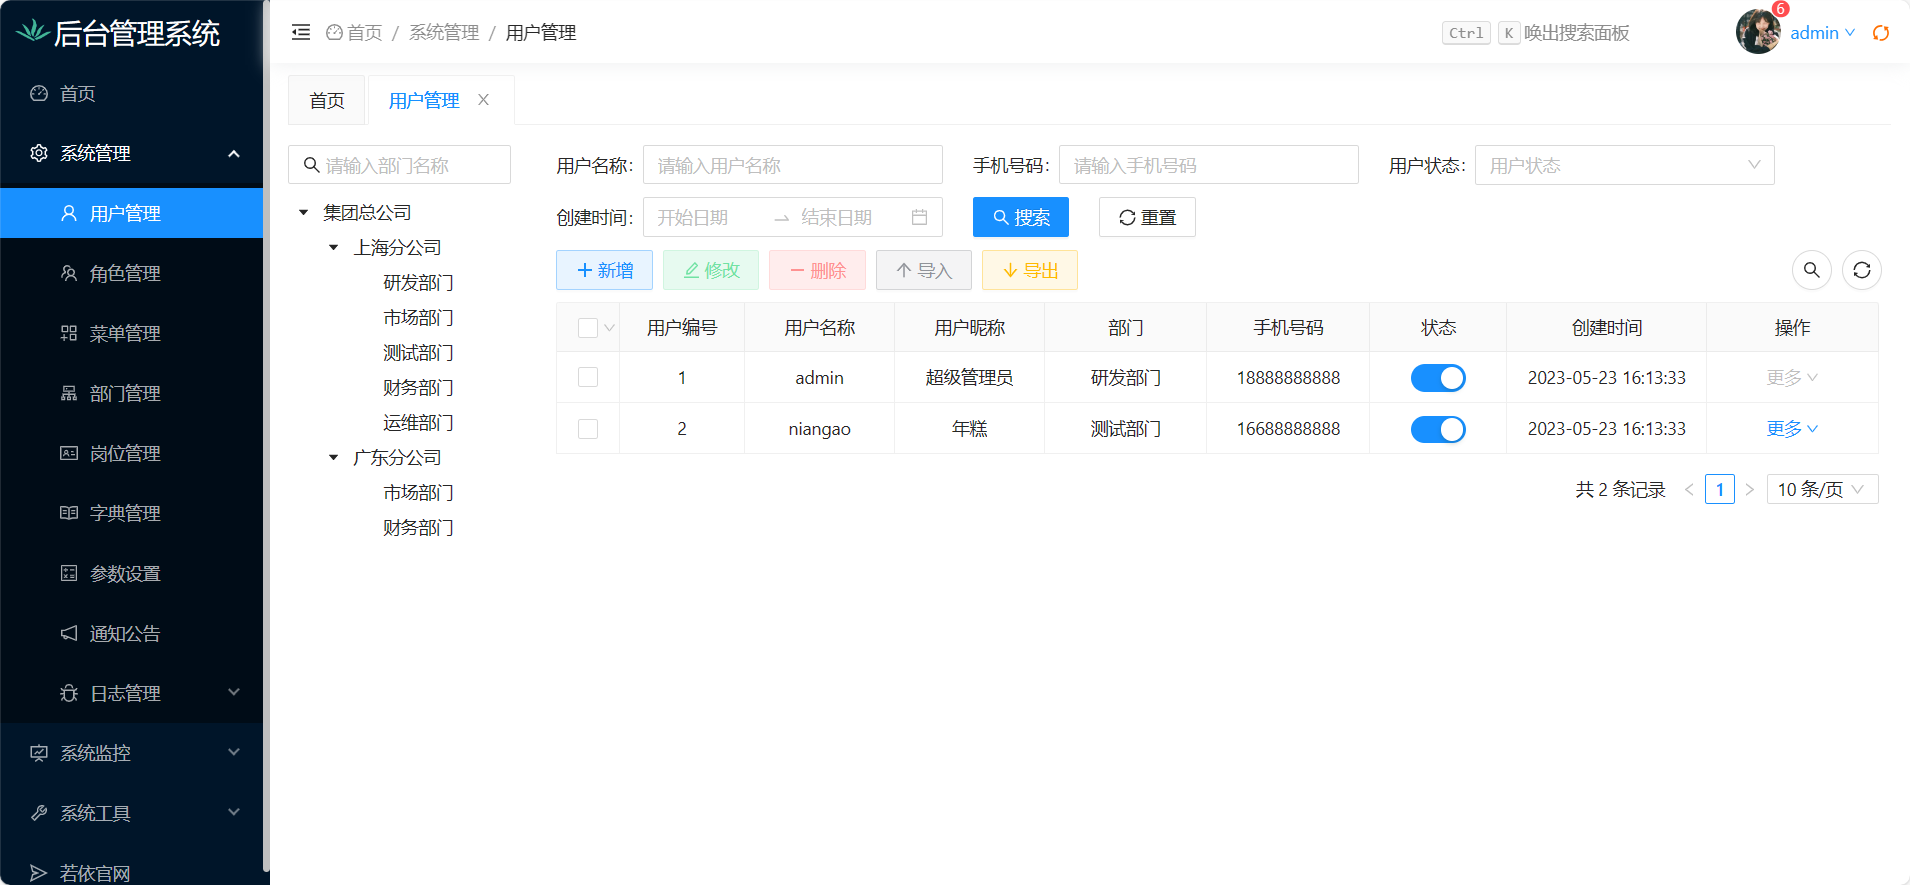 后台管理系统
首页
系统管理
用户管理
角色管理
菜单管理
部门管理
岗位管理
字典管理
参数设置
通知公告
日志管理
系统监控
系统工具
若依官网
首页 / 系统管理 / 用户管理
Ctrl K 唤出搜索面板
6
admin
首页 用户管理
请输入部门名称
集团总公司
上海分公司
研发部门
市场部门
测试部门
财务部门
运维部门
广东分公司
市场部门
财务部门
用户名称: 请输入用户名称 手机号码: 请输入手机号码 用户状态: 用户状态
创建时间: 开始日期 → 结束日期 搜索 重置
新增 修改 删除 导入 导出
用户编号 用户名称 用户昵称 部门 手机号码 状态 创建时间 操作
1 admin 超级管理员 研发部门 18888888888 2023-05-23 16:13:33 更多
2 niangao 年糕 测试部门 16688888888 2023-05-23 16:13:33 更多
共 2 条记录 < 1 > 10 条/页